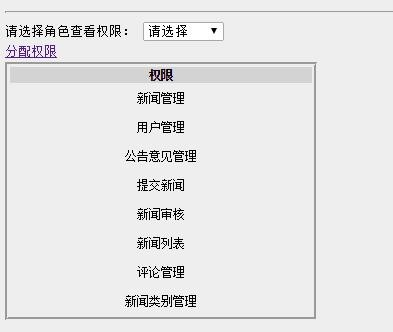 请选择角色查看权限： 请选择
分配权限
权限
新闻管理
用户管理
公告意见管理
提交新闻
新闻审核
新闻列表
评论管理
新闻类别管理